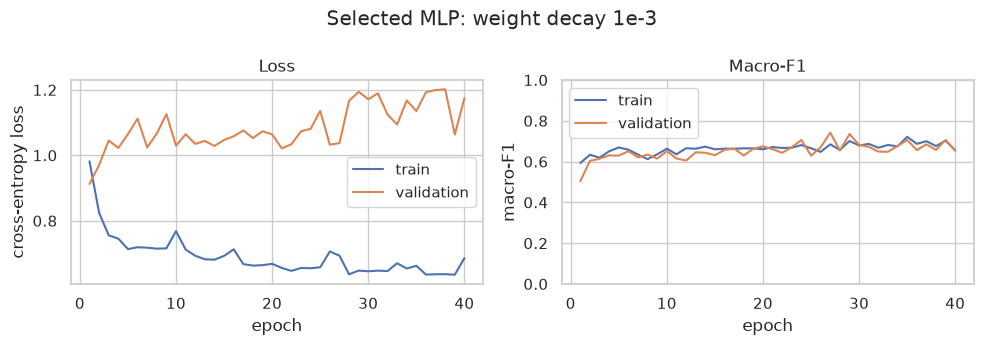 Selected MLP: weight decay 1e-3
Loss
cross-entropy loss
1.2
1.0
0.8
train
validation
0
10
20
30
40
epoch
Macro-F1
macro-F1
1.0
0.8
0.6
0.4
0.2
0.0
train
validation
0
10
20
30
40
epoch